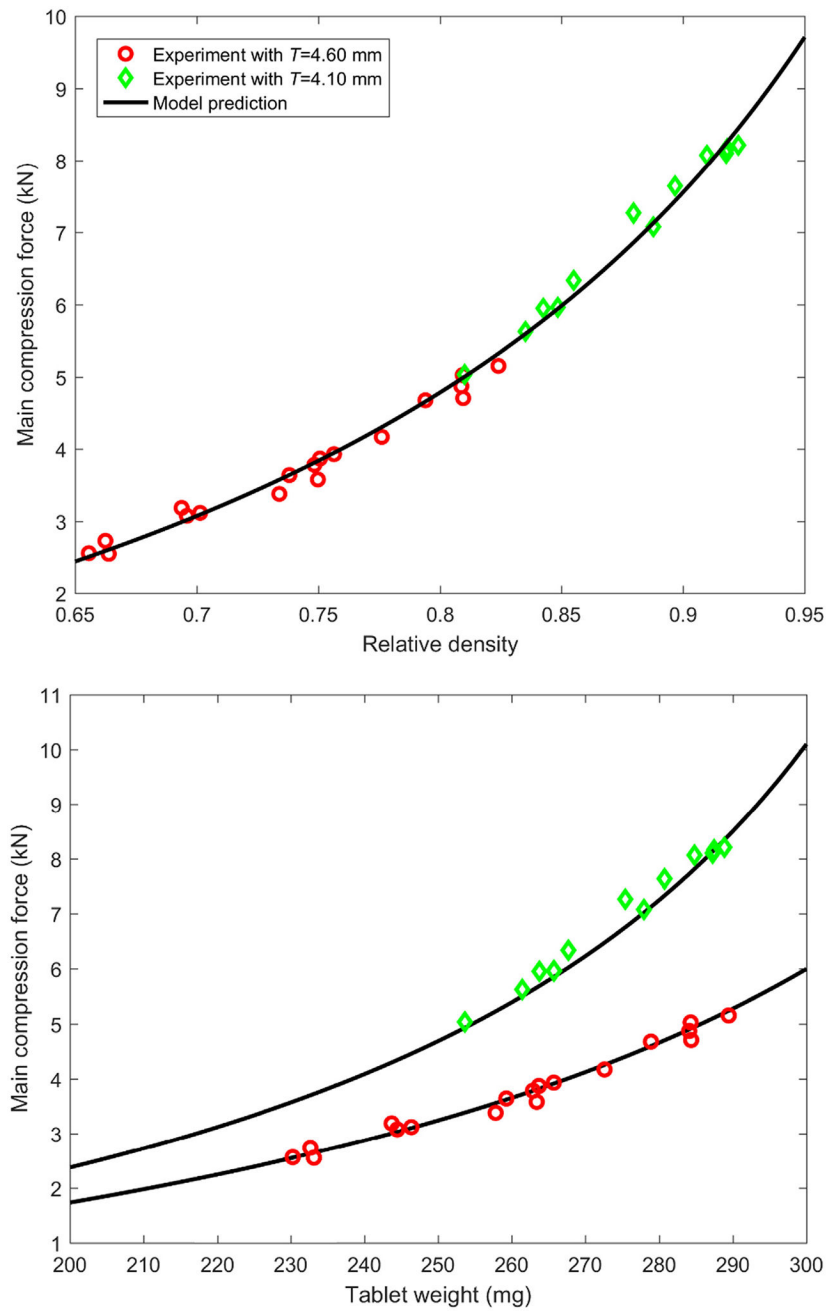 10
9
8
7
6
5
4
3
2
Main compression force (kN)
Experiment with T=4.60 mm
Experiment with T=4.10 mm
Model prediction
0.65 0.7 0.75 0.8 0.85 0.9 0.95
Relative density
11
10
9
8
7
6
5
4
3
2
1
Main compression force (kN)
200 210 220 230 240 250 260 270 280 290 300
Tablet weight (mg)